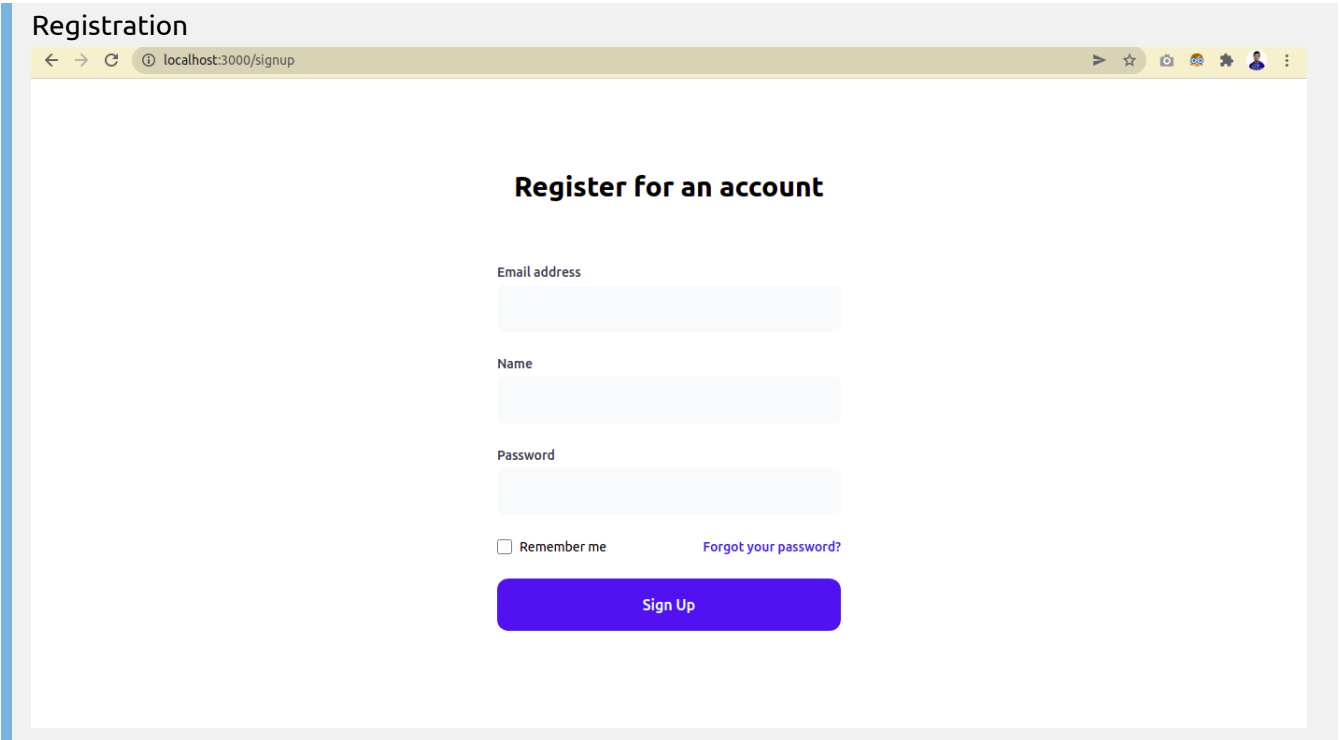 Registration
localhost:3000/signup
Register for an account
Email address
Name
Password
Remember me Forgot your password?
Sign Up